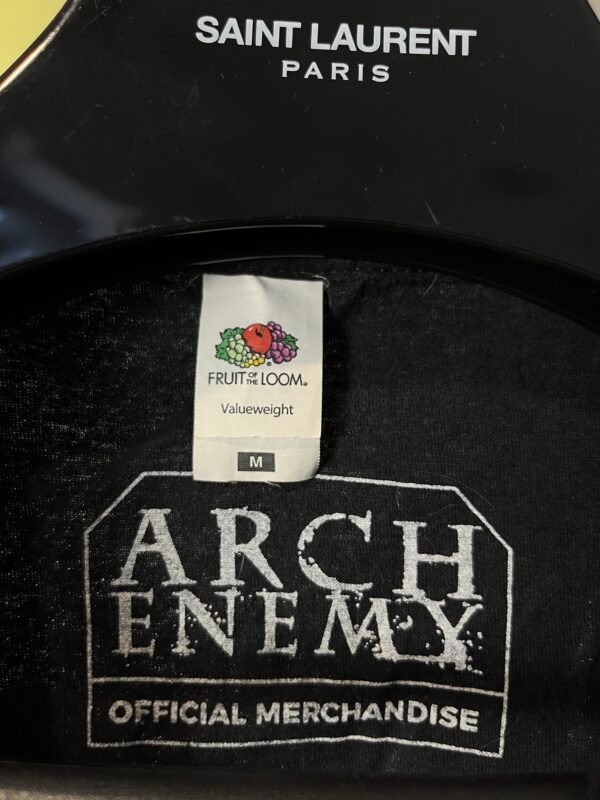 SAINT LAURENT
PARIS
FRUIT OF THE LOOM®
Valueweight
M
ARCH
ENEMY
OFFICIAL MERCHANDISE